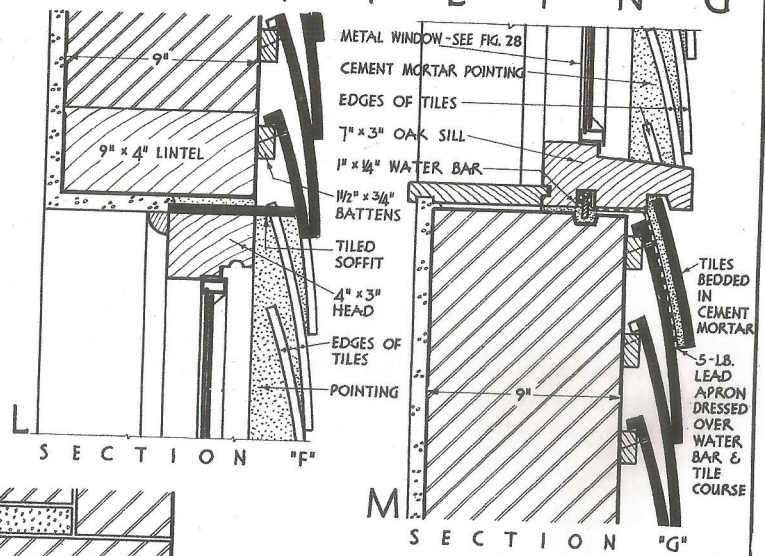 I L I N G
9"
9" x 4" LINTEL
1½" x ¾"
BATTENS
TILED
SOFFIT
4" x 3"
HEAD
EDGES OF
TILES
POINTING
L
SECTION "F"
METAL WINDOW-SEE FIG. 28
CEMENT MORTAR POINTING
EDGES OF TILES
7" x 3" OAK SILL
1" x ¼" WATER BAR
TILES
BEDDED
IN
CEMENT
MORTAR
5-LB.
LEAD
APRON
DRESSED
OVER
WATER
BAR &
TILE
COURSE
9"
M
SECTION "G"